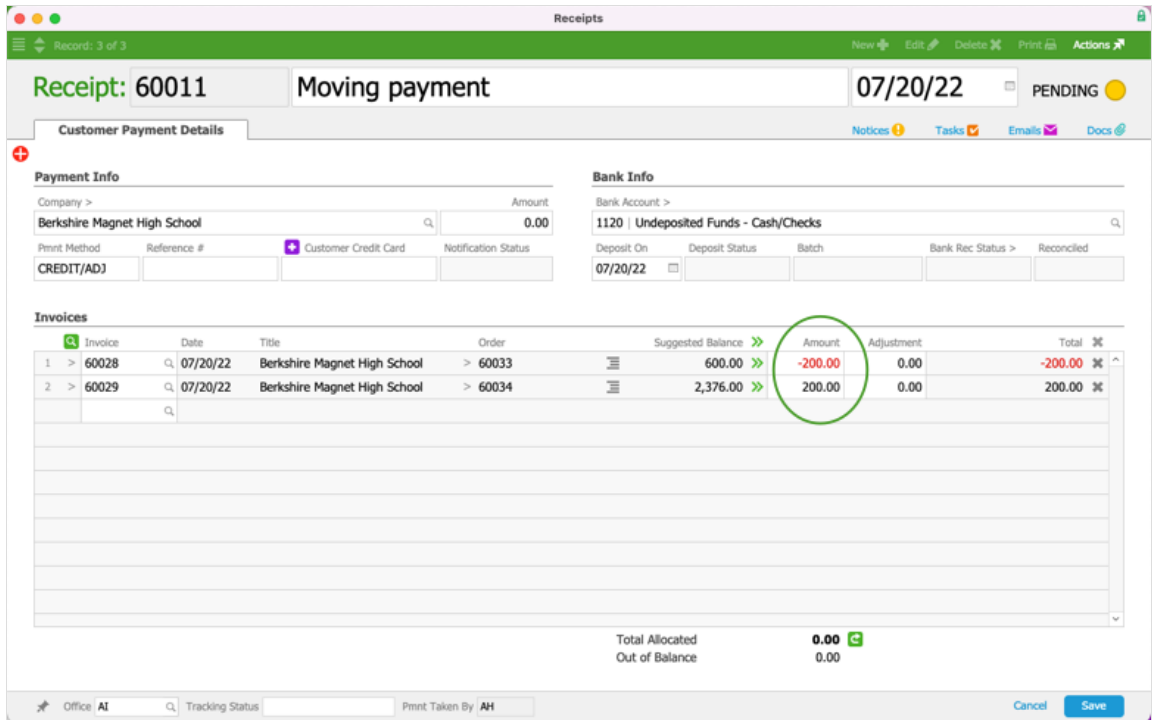 Receipts
Record: 3 of 3 New Edit Delete Print Actions
Receipt: 60011 Moving payment 07/20/22 PENDING
Customer Payment Details Notices Tasks Emails Docs
Payment Info Bank Info
Company > Amount Bank Account >
Berkshire Magnet High School 0.00 1120 Undeposited Funds - Cash/Checks
Pmnt Method Reference # Customer Credit Card Notification Status Deposit On Deposit Status Batch Bank Rec Status > Reconciled
CREDIT/ADJ 07/20/22
Invoices
Invoice Date Title Order Suggested Balance >> Amount Adjustment Total
1 > 60028 07/20/22 Berkshire Magnet High School > 60033 600.00 >> -200.00 0.00 -200.00
2 > 60029 07/20/22 Berkshire Magnet High School > 60034 2,376.00 >> 200.00 0.00 200.00
Total Allocated 0.00
Out of Balance 0.00
Office AI Tracking Status Pmnt Taken By AH Cancel Save